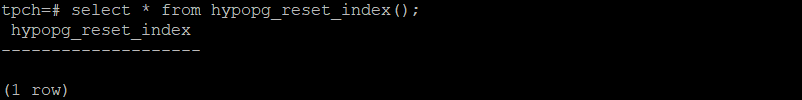 tpch=# select * from hypopg_reset_index();
 hypopg_reset_index
--------------------

(1 row)